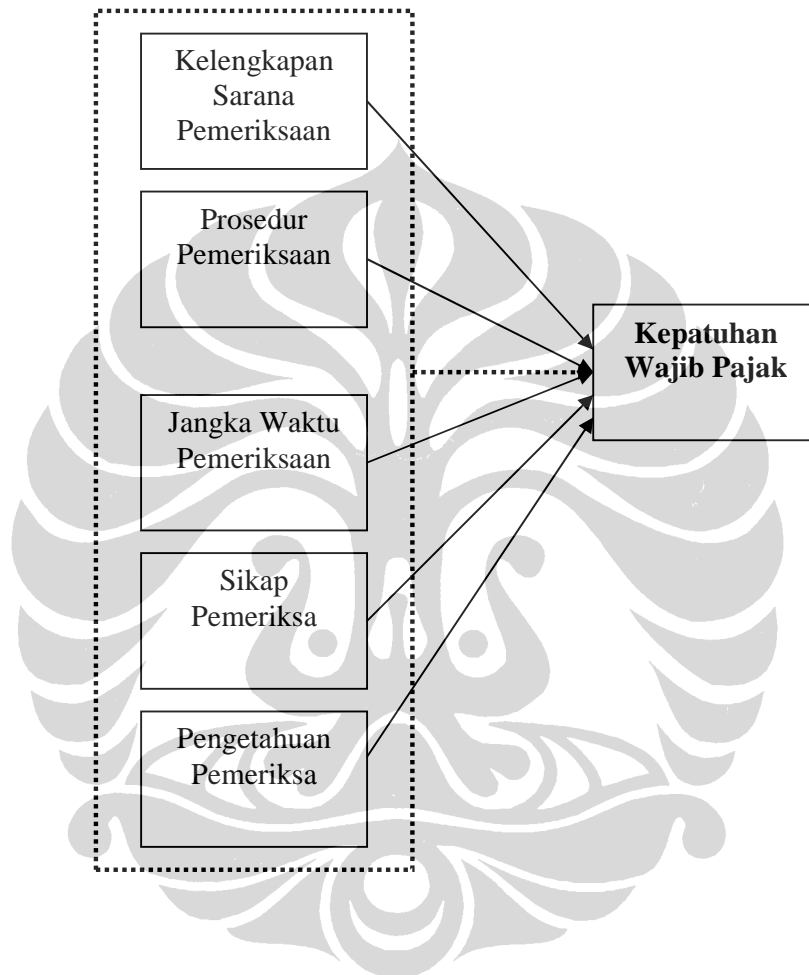 Kelengkapan
Sarana
Pemeriksaan
Prosedur
Pemeriksaan
Kepatuhan
Wajib Pajak
Jangka Waktu
Pemeriksaan
Sikap
Pemeriksa
Pengetahuan
Pemeriksa